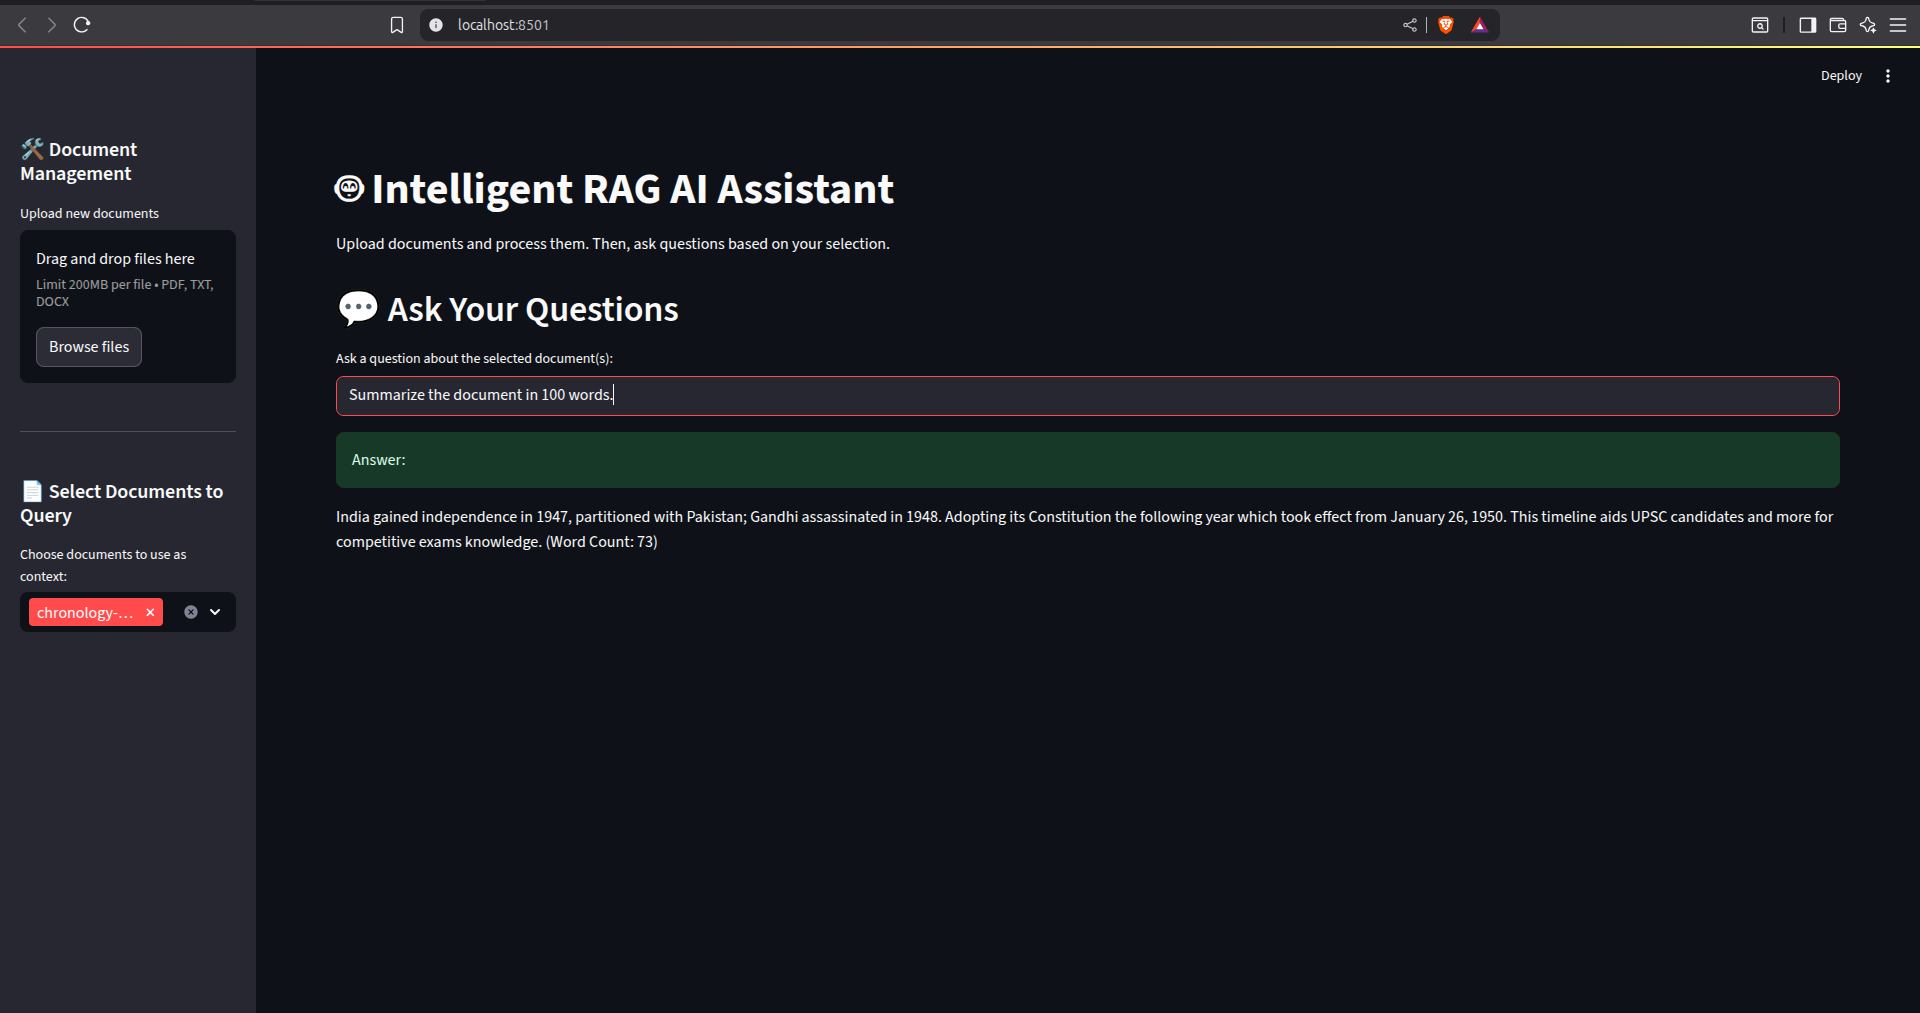 localhost:8501
Deploy
🛠️ Document
Management
Upload new documents
Drag and drop files here
Limit 200MB per file • PDF, TXT,
DOCX
Browse files
📄 Select Documents to
Query
Choose documents to use as
context:
chronology-...
Intelligent RAG AI Assistant
Upload documents and process them. Then, ask questions based on your selection.
💬 Ask Your Questions
Ask a question about the selected document(s):
Summarize the document in 100 words.
Answer:
India gained independence in 1947, partitioned with Pakistan; Gandhi assassinated in 1948. Adopting its Constitution the following year which took effect from January 26, 1950. This timeline aids UPSC candidates and more for
competitive exams knowledge. (Word Count: 73)